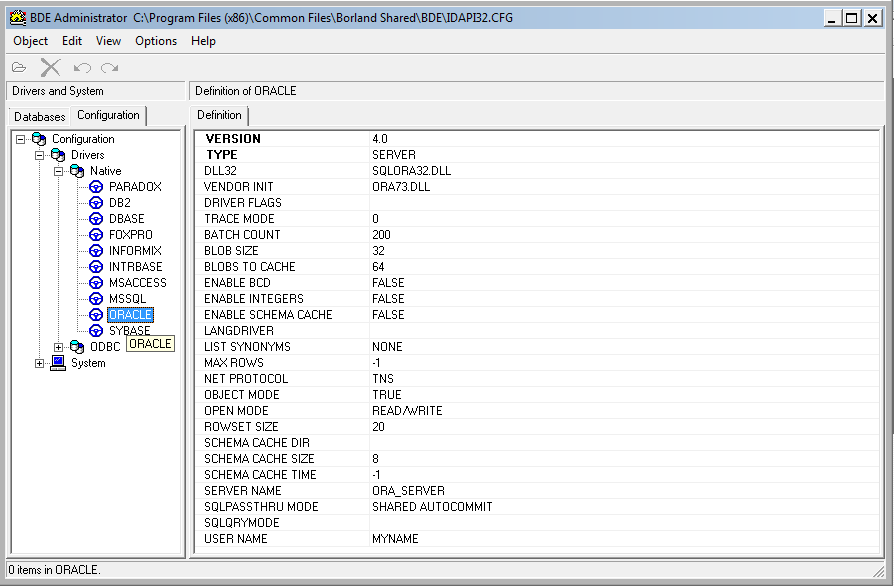 BDE Administrator C:\Program Files (x86)\Common Files\Borland Shared\BDE\IDAPI32.CFG
Object Edit View Options Help
Drivers and System
Definition of ORACLE
Databases Configuration
Definition
Configuration
Drivers
Native
PARADOX
DB2
DBASE
FOXPRO
INFORMIX
INTRBASE
MSACCESS
MSSQL
ORACLE
SYBASE
ODBC
ORACLE
System
VERSION 4.0
TYPE SERVER
DLL32 SQLORA32.DLL
VENDOR INIT ORA73.DLL
DRIVER FLAGS
TRACE MODE 0
BATCH COUNT 200
BLOB SIZE 32
BLOBS TO CACHE 64
ENABLE BCD FALSE
ENABLE INTEGERS FALSE
ENABLE SCHEMA CACHE FALSE
LANGDRIVER
LIST SYNONYMS NONE
MAX ROWS -1
NET PROTOCOL TNS
OBJECT MODE TRUE
OPEN MODE READ/WRITE
ROWSET SIZE 20
SCHEMA CACHE DIR
SCHEMA CACHE SIZE 8
SCHEMA CACHE TIME -1
SERVER NAME ORA_SERVER
SQLPASSTHRU MODE SHARED AUTOCOMMIT
SQLQRYMODE
USER NAME MYNAME
0 items in ORACLE.